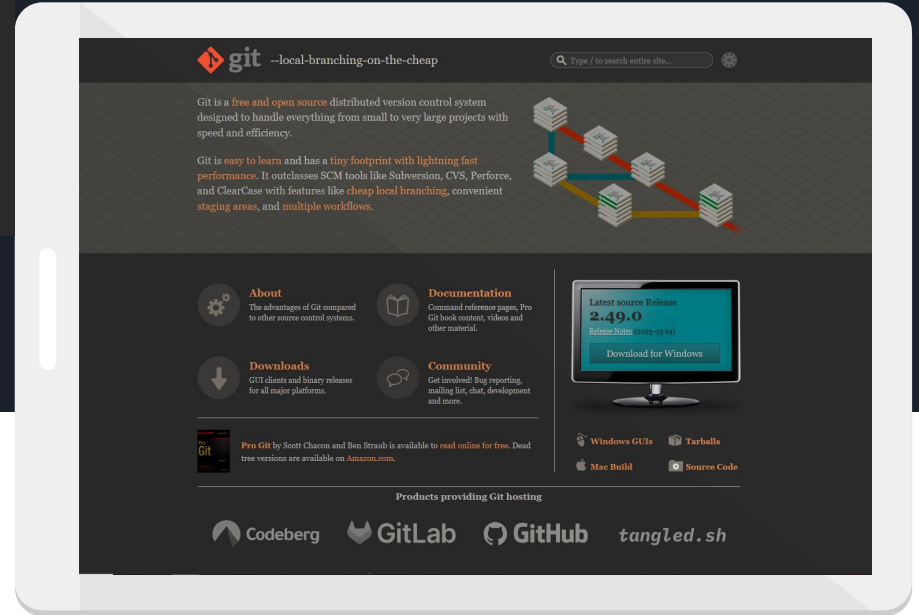 git --local-branching-on-the-cheap
Type / to search entire site...
Git is a free and open source distributed version control system
designed to handle everything from small to very large projects with
speed and efficiency.
Git is easy to learn and has a tiny footprint with lightning fast
performance. It outclasses SCM tools like Subversion, CVS, Perforce,
and ClearCase with features like cheap local branching, convenient
staging areas, and multiple workflows.
About
The advantages of Git compared
to other source control systems.
Documentation
Command reference pages, Pro
Git book content, videos and
other material.
Downloads
GUI clients and binary releases
for all major platforms.
Community
Get involved! Bug reporting,
mailing list, chat, development
and more.
Pro
Git
Pro Git by Scott Chacon and Ben Straub is available to read online for free. Dead
tree versions are available on Amazon.com.
Latest source Release
2.49.0
Release Notes (2025-03-14)
Download for Windows
Windows GUIs
Tarballs
Mac Build
Source Code
Products providing Git hosting
Codeberg
GitLab
GitHub
tangled.sh